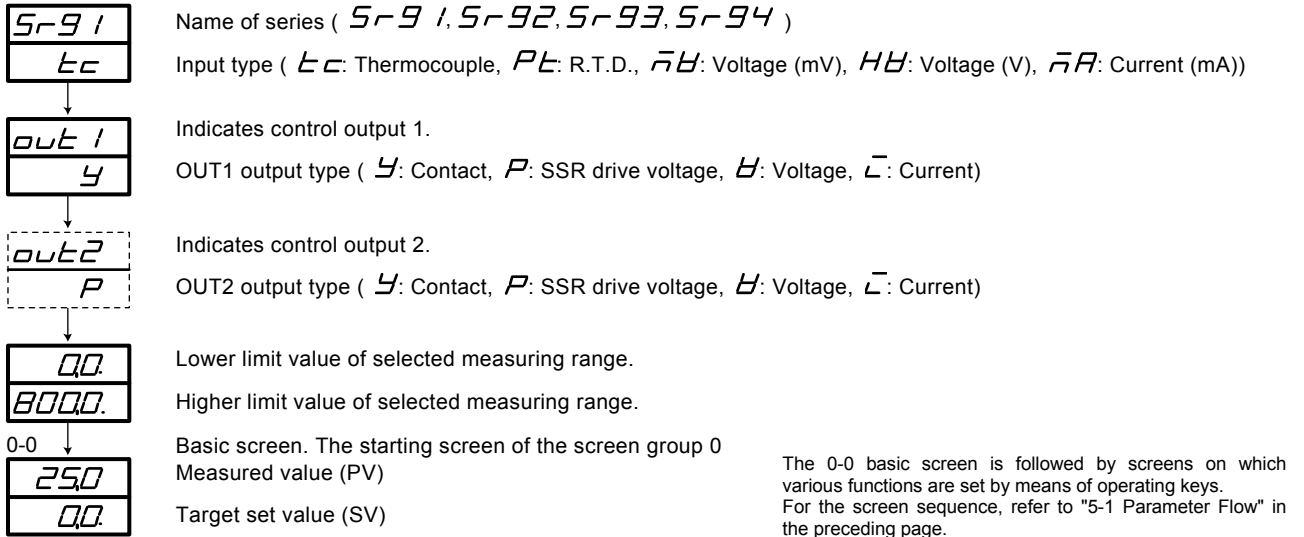 Sr91
Name of series ( Sr91, Sr92, Sr93, Sr94 )
tc
Input type ( tc: Thermocouple, Pt: R.T.D., mV: Voltage (mV), HV: Voltage (V), mA: Current (mA))
out1
Indicates control output 1.
Y
OUT1 output type ( Y: Contact, P: SSR drive voltage, V: Voltage, I: Current)
out2
Indicates control output 2.
P
OUT2 output type ( Y: Contact, P: SSR drive voltage, V: Voltage, I: Current)
0.0.
Lower limit value of selected measuring range.
800.0.
Higher limit value of selected measuring range.
0-0
Basic screen. The starting screen of the screen group 0
25.0
Measured value (PV)
0.0.
Target set value (SV)
The 0-0 basic screen is followed by screens on which
various functions are set by means of operating keys.
For the screen sequence, refer to "5-1 Parameter Flow" in
the preceding page.